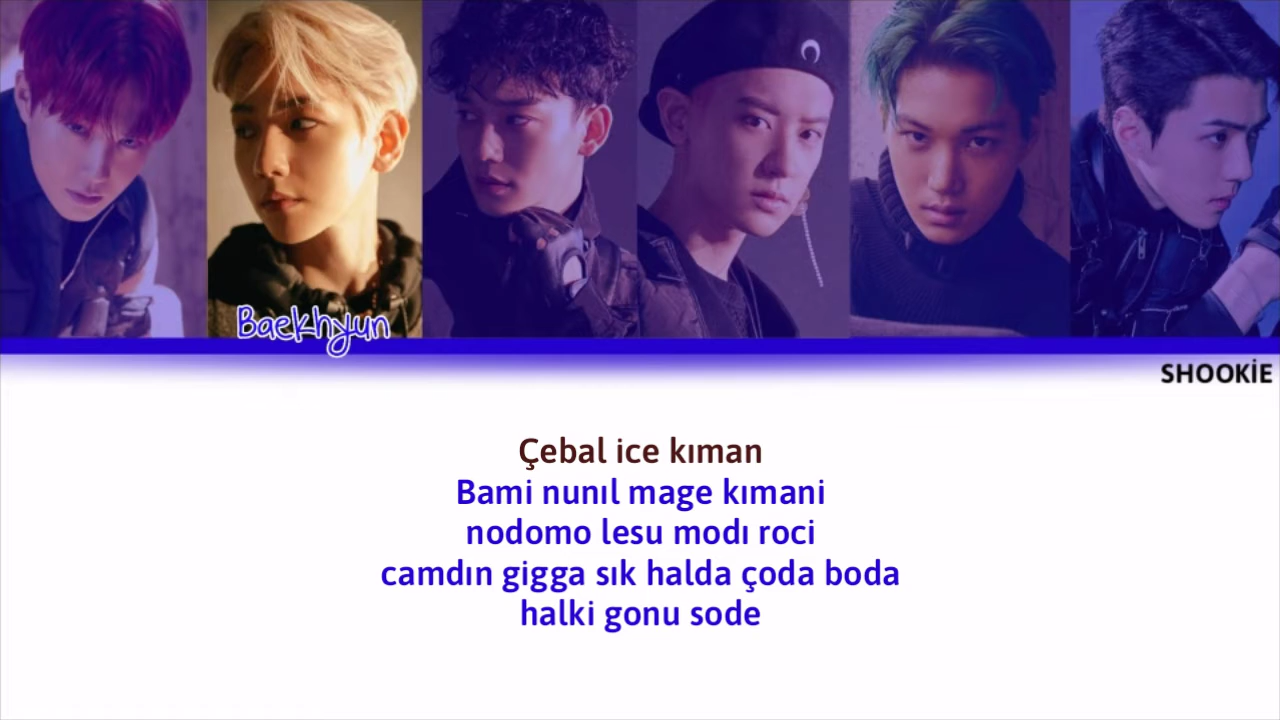 Baekhyun
SHOOKİE
Çebal ice kıman
Bami nunıl mage kımani
nodomo lesu modı roci
camdın gigga sık halda çoda boda
halki gonu sode